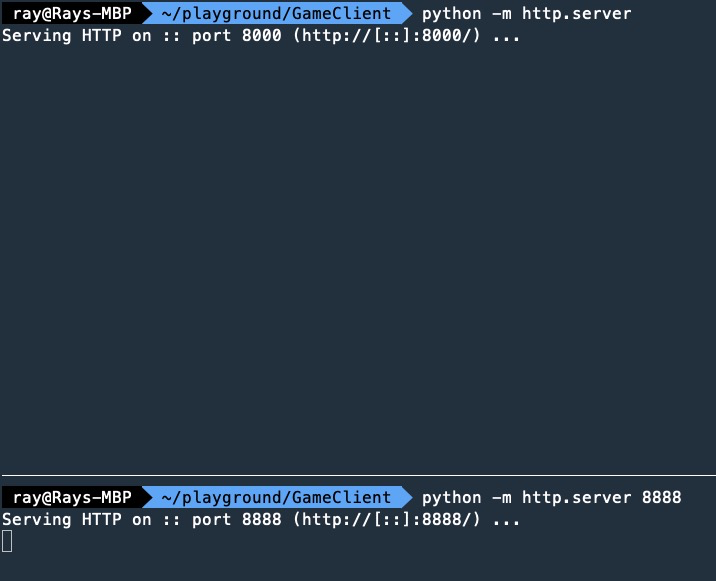 ray@Rays-MBP ~/playground/GameClient python -m http.server
Serving HTTP on :: port 8000 (http://[::]:8000/) ...
ray@Rays-MBP ~/playground/GameClient python -m http.server 8888
Serving HTTP on :: port 8888 (http://[::]:8888/) ...